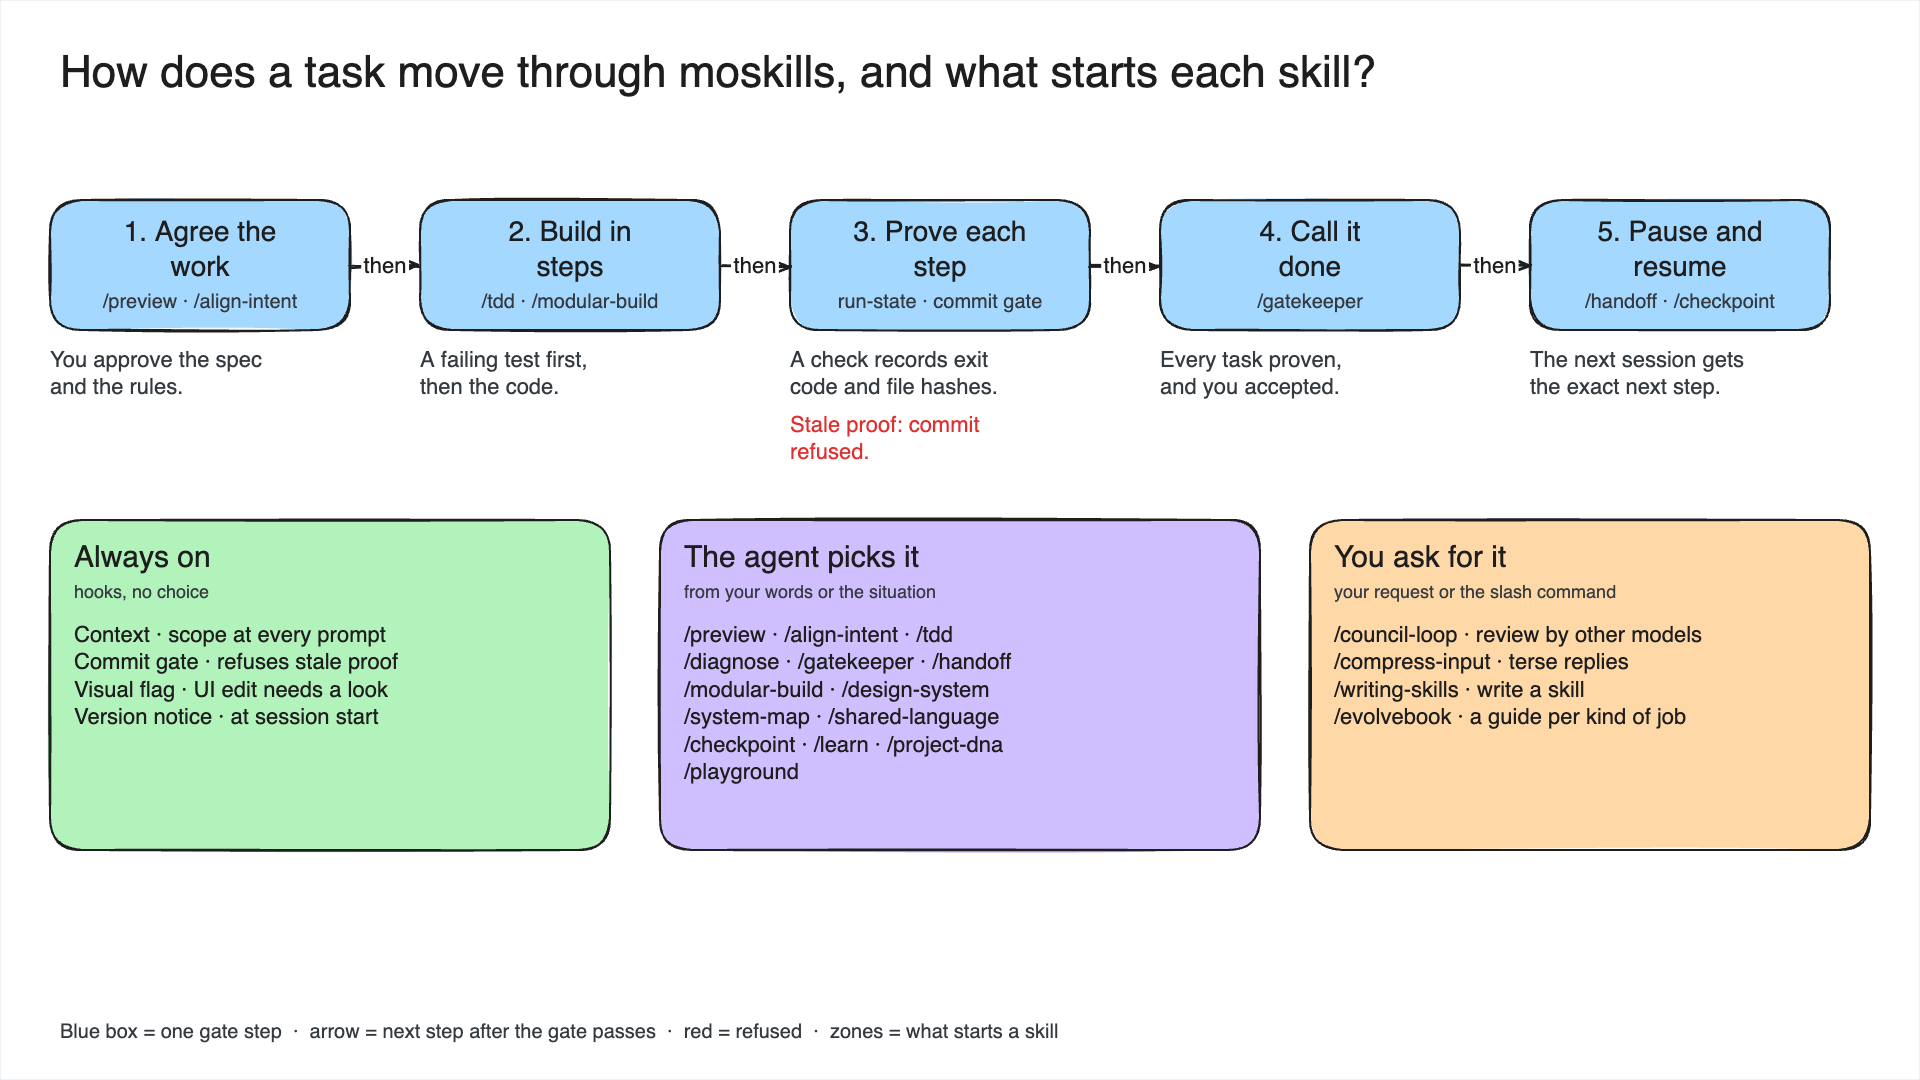 How does a task move through moskills, and what starts each skill?
1. Agree the
work
/preview · /align-intent
then
2. Build in
steps
/tdd · /modular-build
then
3. Prove each
step
run-state · commit gate
then
4. Call it
done
/gatekeeper
then
5. Pause and
resume
/handoff · /checkpoint
You approve the spec
and the rules.
A failing test first,
then the code.
A check records exit
code and file hashes.
Stale proof: commit
refused.
Every task proven,
and you accepted.
The next session gets
the exact next step.
Always on
hooks, no choice
Context · scope at every prompt
Commit gate · refuses stale proof
Visual flag · UI edit needs a look
Version notice · at session start
The agent picks it
from your words or the situation
/preview · /align-intent · /tdd
/diagnose · /gatekeeper · /handoff
/modular-build · /design-system
/system-map · /shared-language
/checkpoint · /learn · /project-dna
/playground
You ask for it
your request or the slash command
/council-loop · review by other models
/compress-input · terse replies
/writing-skills · write a skill
/evolvebook · a guide per kind of job
Blue box = one gate step · arrow = next step after the gate passes · red = refused · zones = what starts a skill